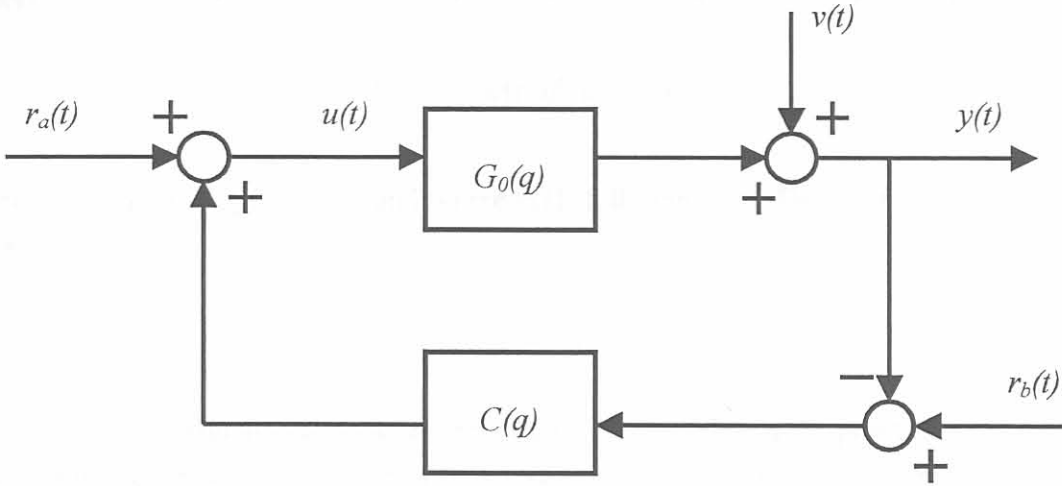 v(t)
r_a(t)
+
u(t)
G_0(q)
+
y(t)
+
+
−
r_b(t)
C(q)
+